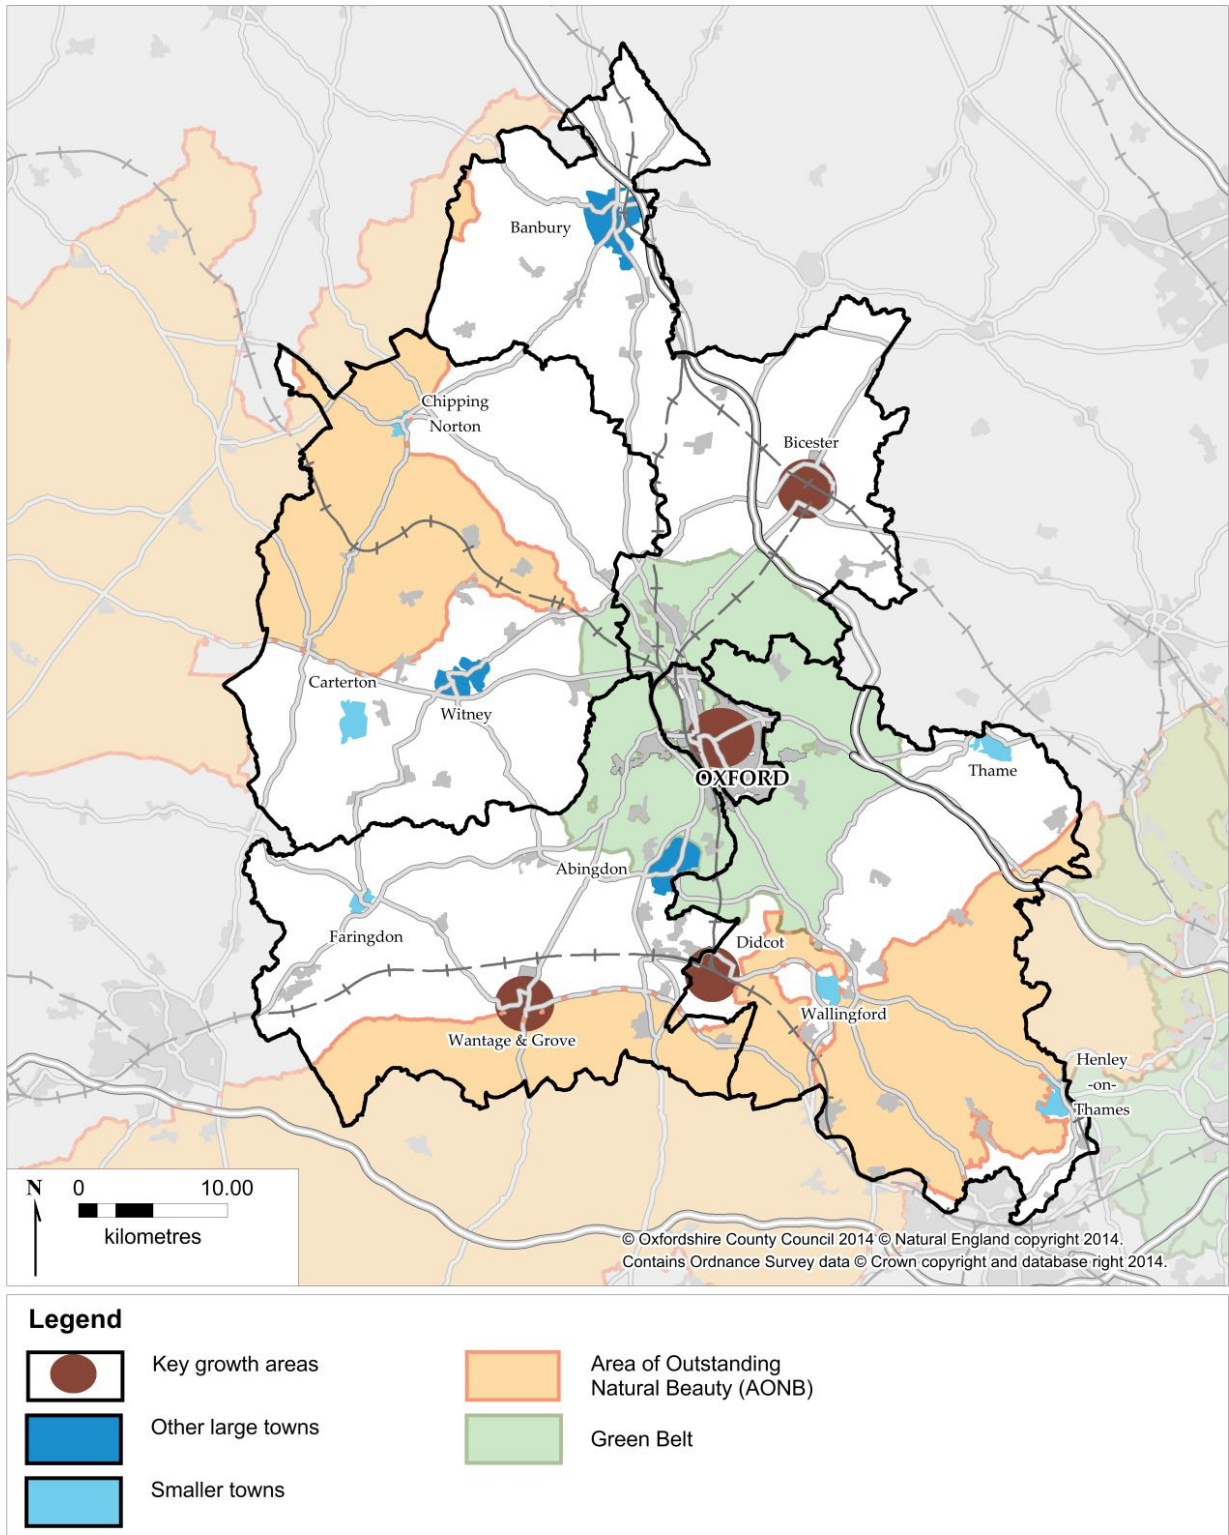 Banbury
Chipping
Norton
Bicester
Carterton
Witney
OXFORD
Thame
Abingdon
Faringdon
Didcot
Wallingford
Wantage & Grove
Henley
-on-
Thames
N
0 10.00
kilometres
© Oxfordshire County Council 2014 © Natural England copyright 2014.
Contains Ordnance Survey data © Crown copyright and database right 2014.
Legend
Key growth areas
Other large towns
Smaller towns
Area of Outstanding
Natural Beauty (AONB)
Green Belt